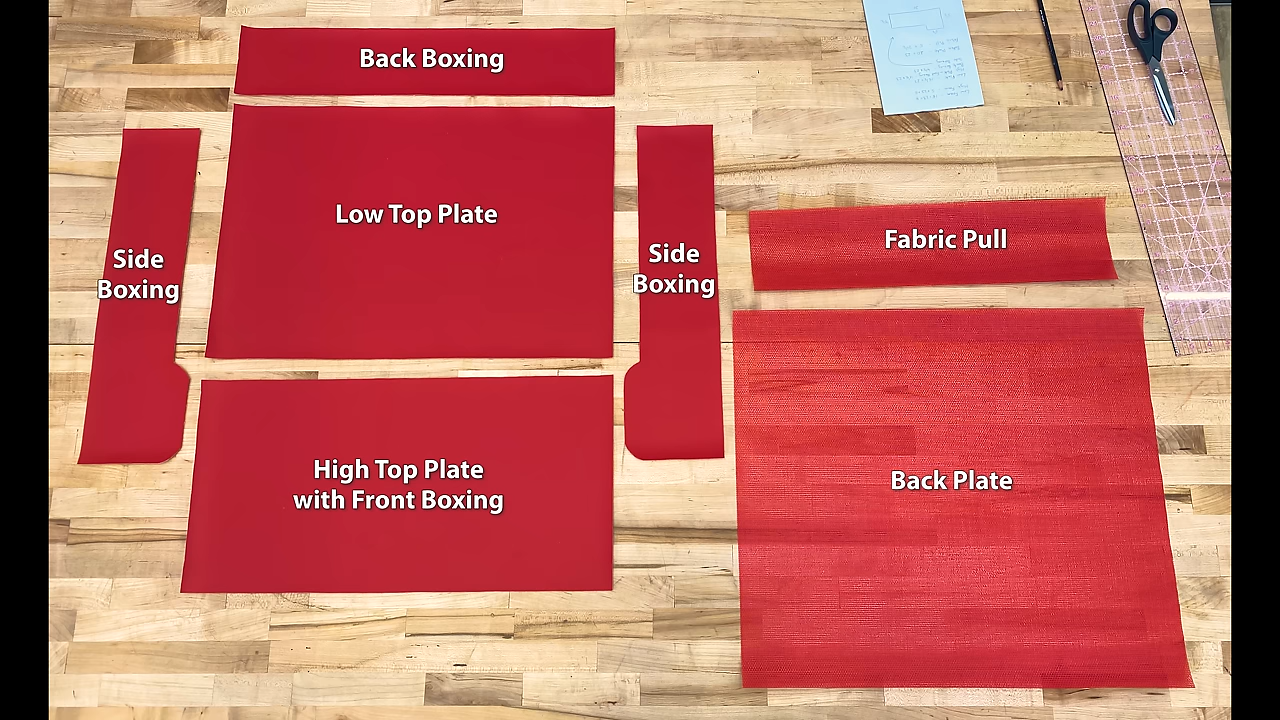 Back Boxing
Low Top Plate
Side
Boxing
Side
Boxing
Fabric Pull
High Top Plate
with Front Boxing
Back Plate